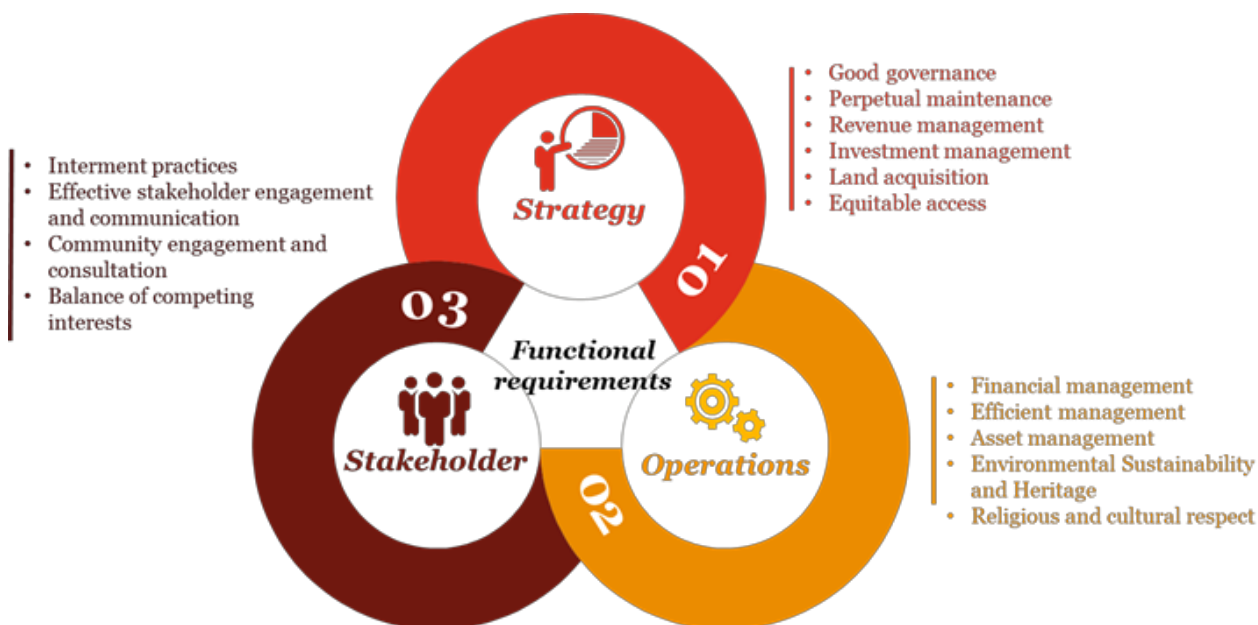 Strategy
01
• Good governance
• Perpetual maintenance
• Revenue management
• Investment management
• Land acquisition
• Equitable access
Functional
requirements
Operations
02
• Financial management
• Efficient management
• Asset management
• Environmental Sustainability
and Heritage
• Religious and cultural respect
03
Stakeholder
• Interment practices
• Effective stakeholder engagement
and communication
• Community engagement and
consultation
• Balance of competing
interests